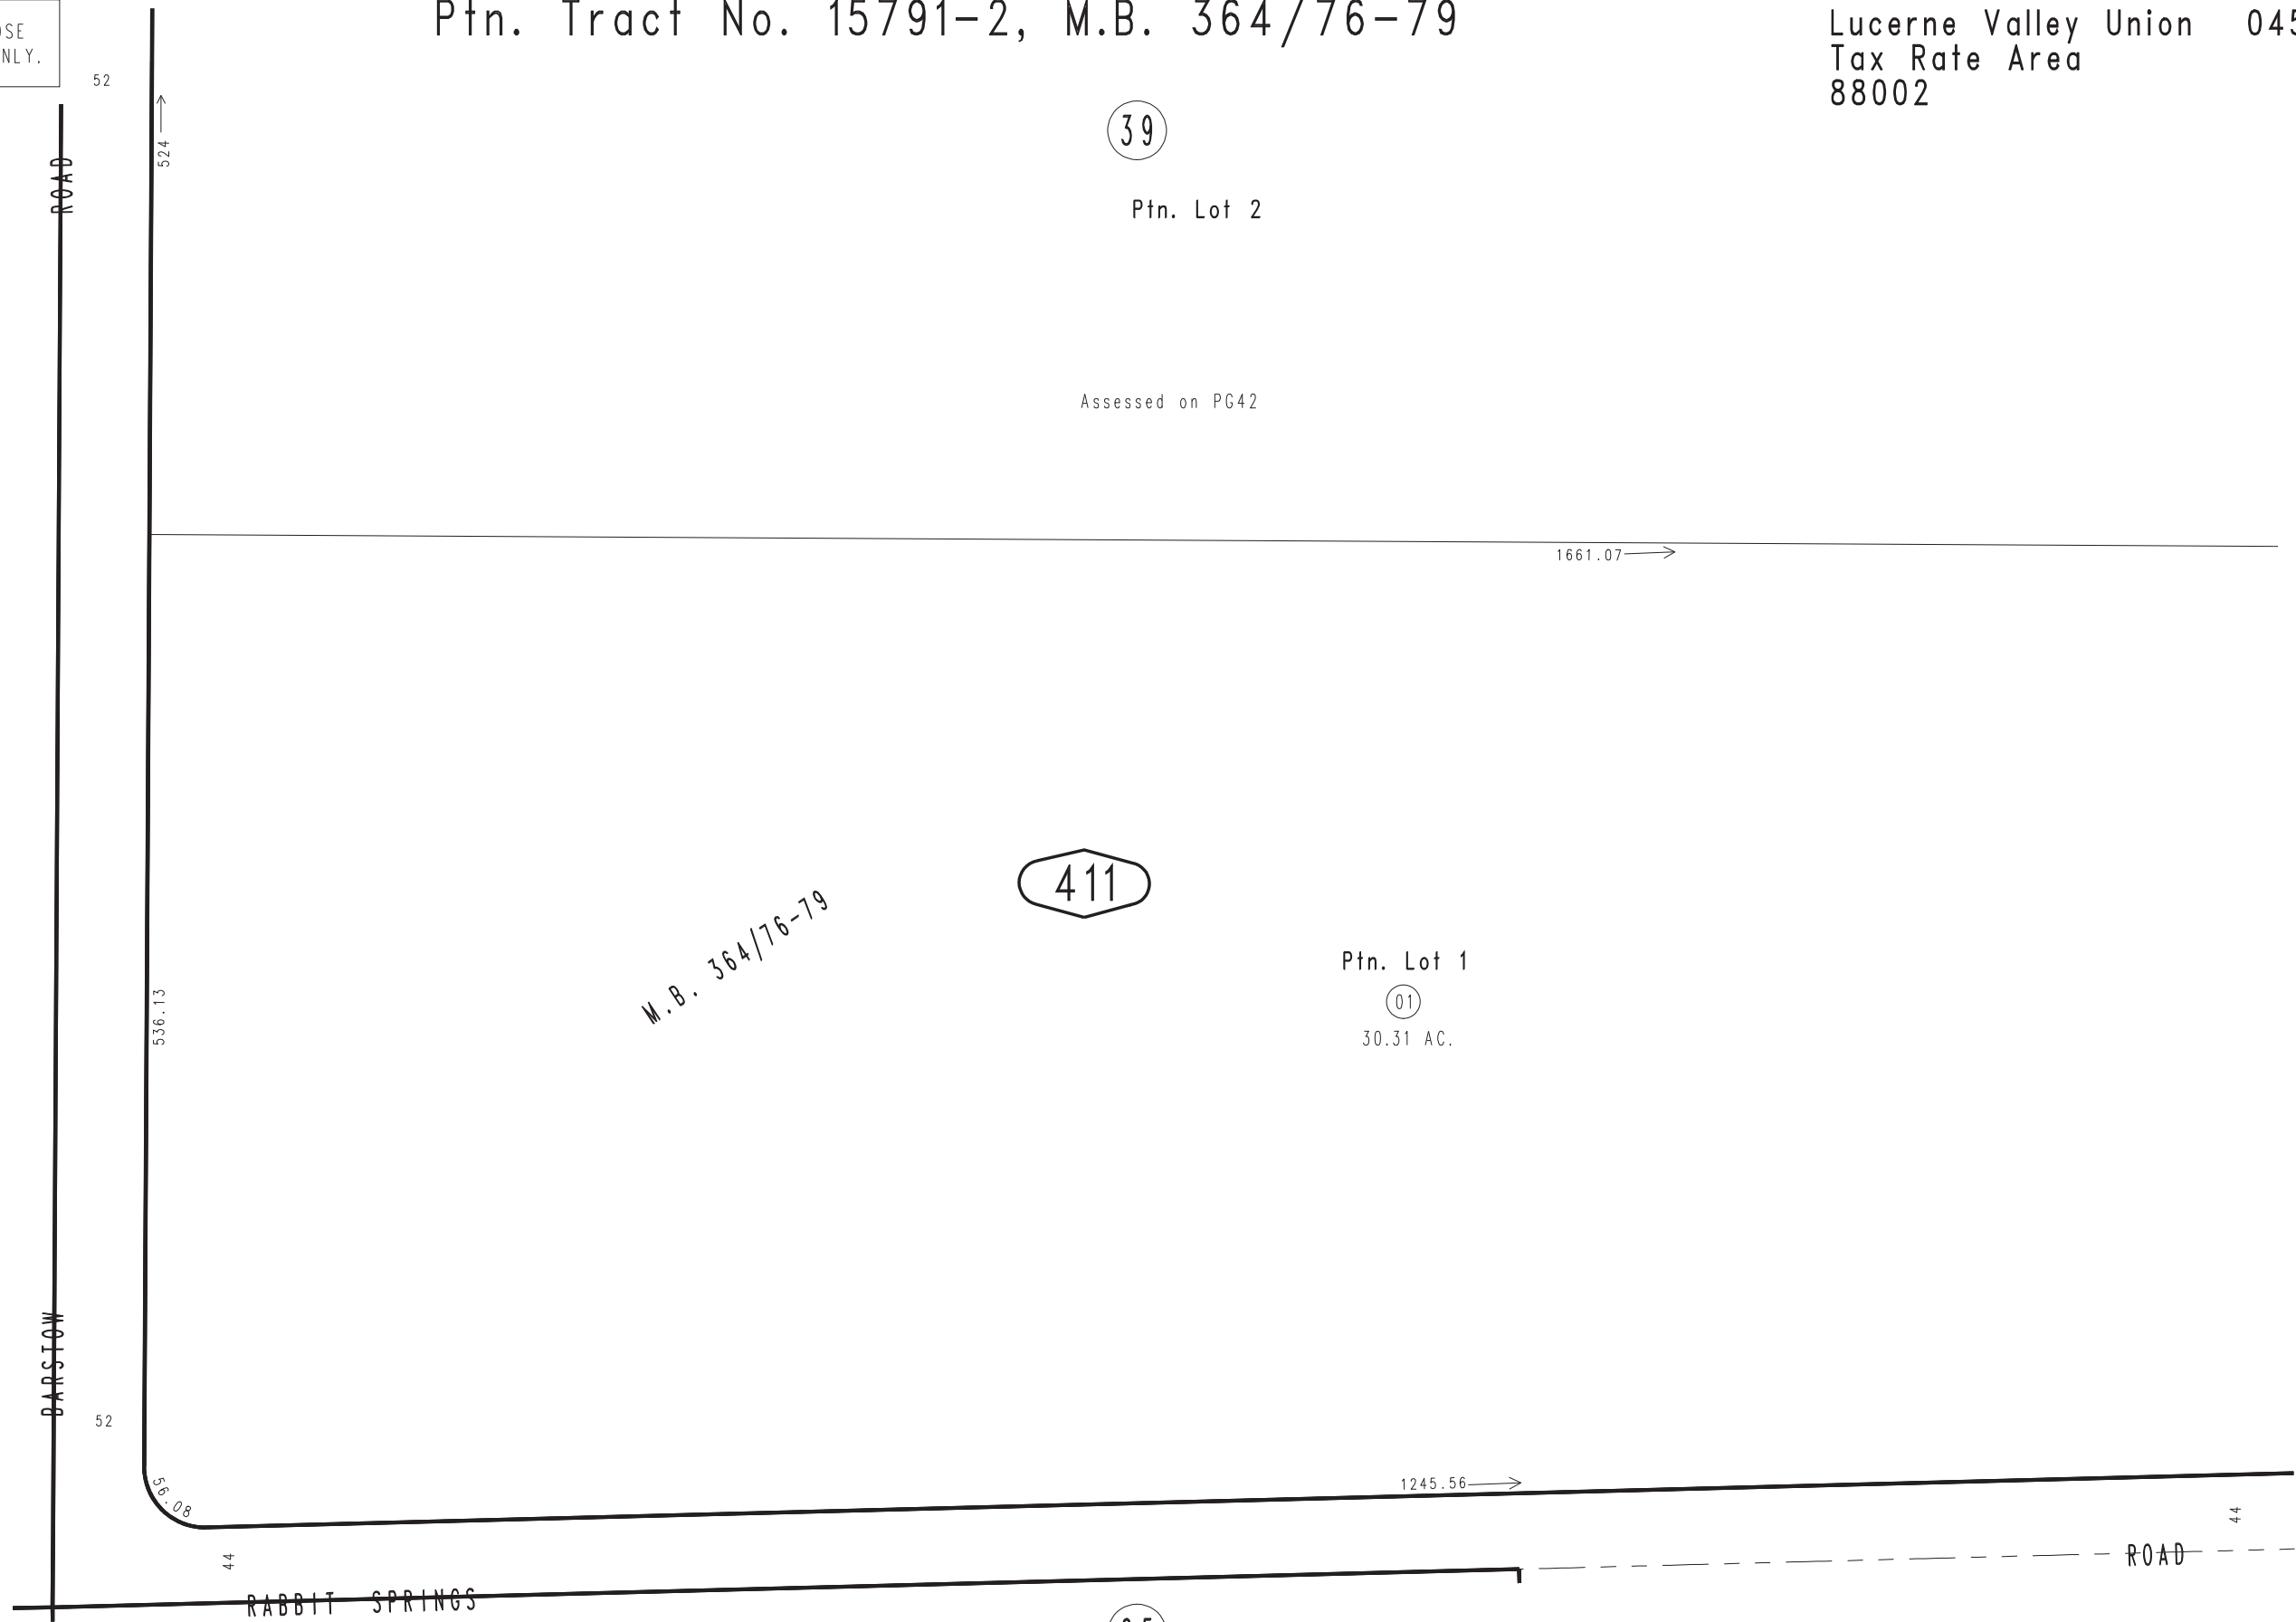 Ptn. Tract No. 15791-2, M.B. 364/76-79
Lucerne Valley Union 045
Tax Rate Area
88002
NLY.
52
524
ROAD
39
Ptn. Lot 2
Assessed on PG42
1661.07
411
M.B. 364/76-79
Ptn. Lot 1
01
30.31 AC.
536.13
BARSTOW
52
56.08
1245.56
44
44
RABBIT SPRINGS
ROAD